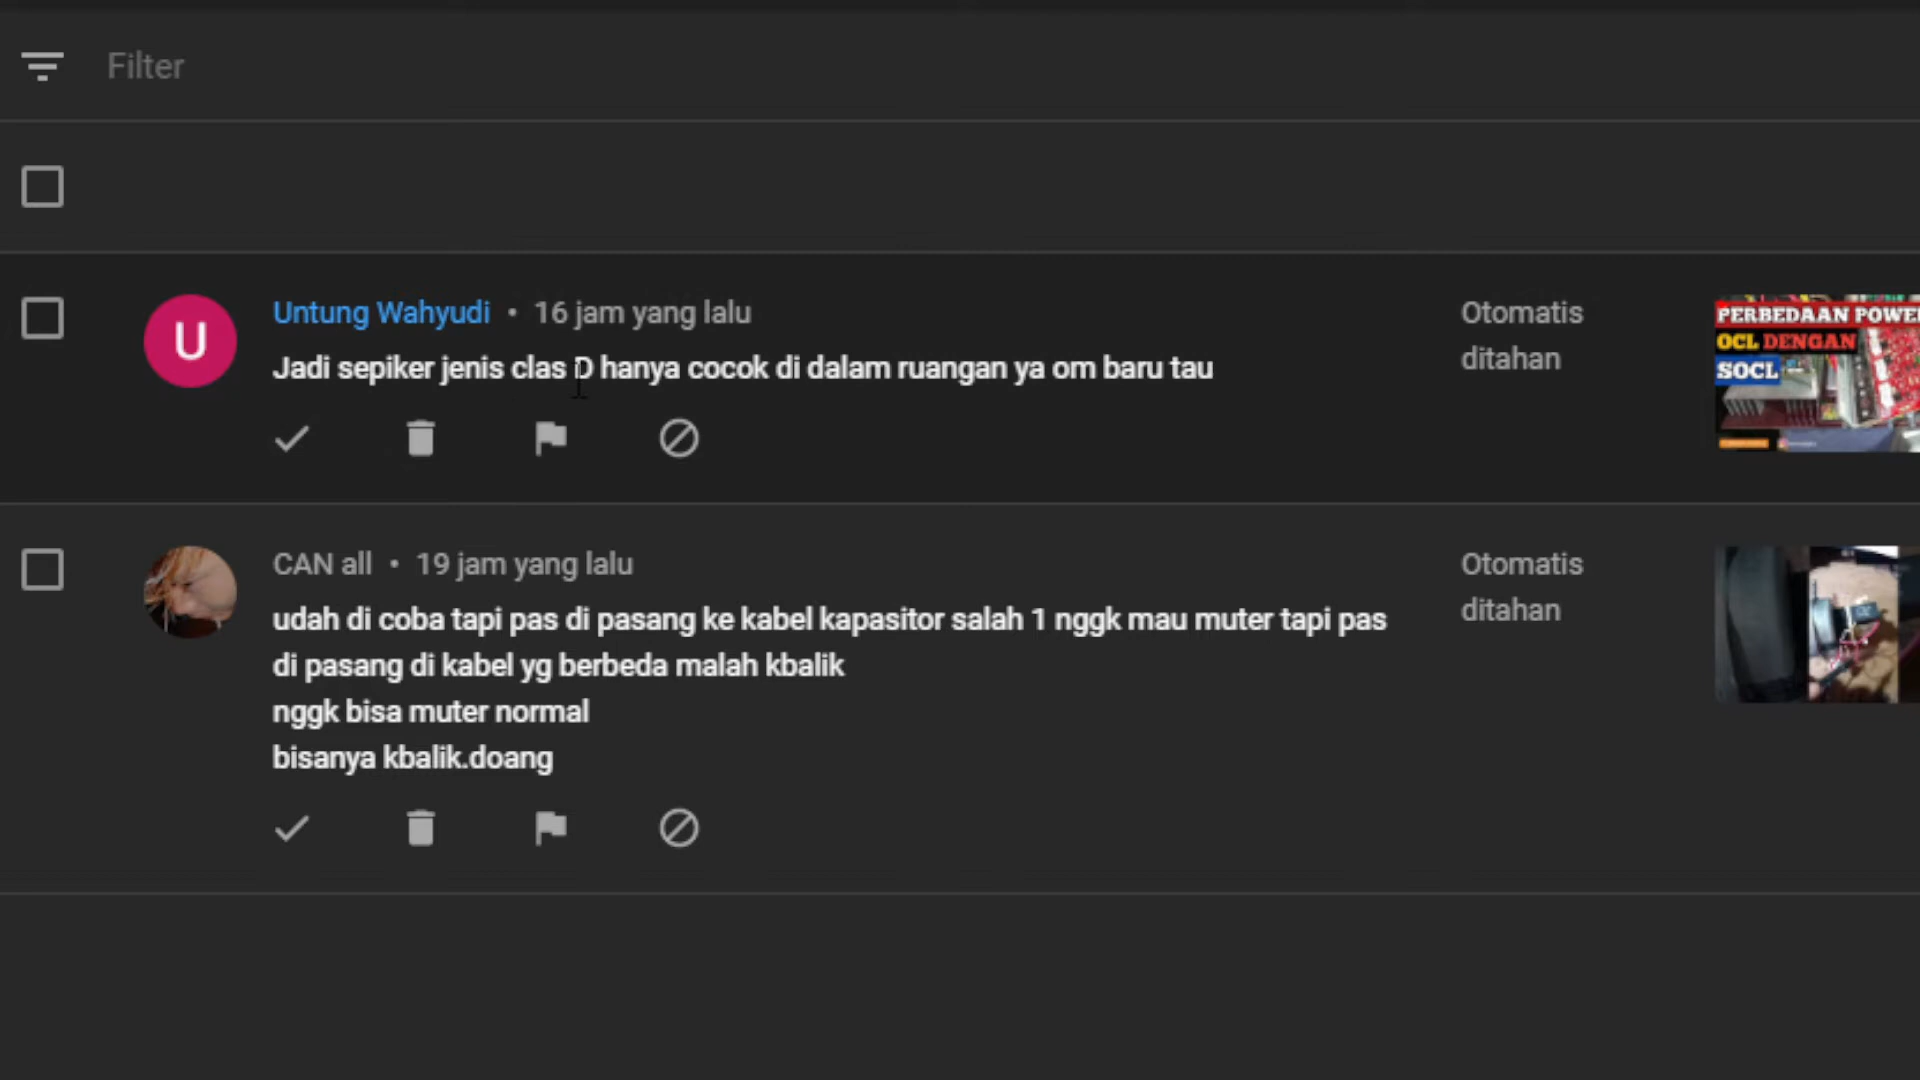 Filter
Untung Wahyudi • 16 jam yang lalu
Jadi sepiker jenis clas D hanya cocok di dalam ruangan ya om baru tau
Otomatis
ditahan
PERBEDAAN POWE
OCL DENGAN
SOCL
U
CAN all • 19 jam yang lalu
udah di coba tapi pas di pasang ke kabel kapasitor salah 1 nggk mau muter tapi pas
di pasang di kabel yg berbeda malah kbalik
nggk bisa muter normal
bisanya kbalik.doang
Otomatis
ditahan